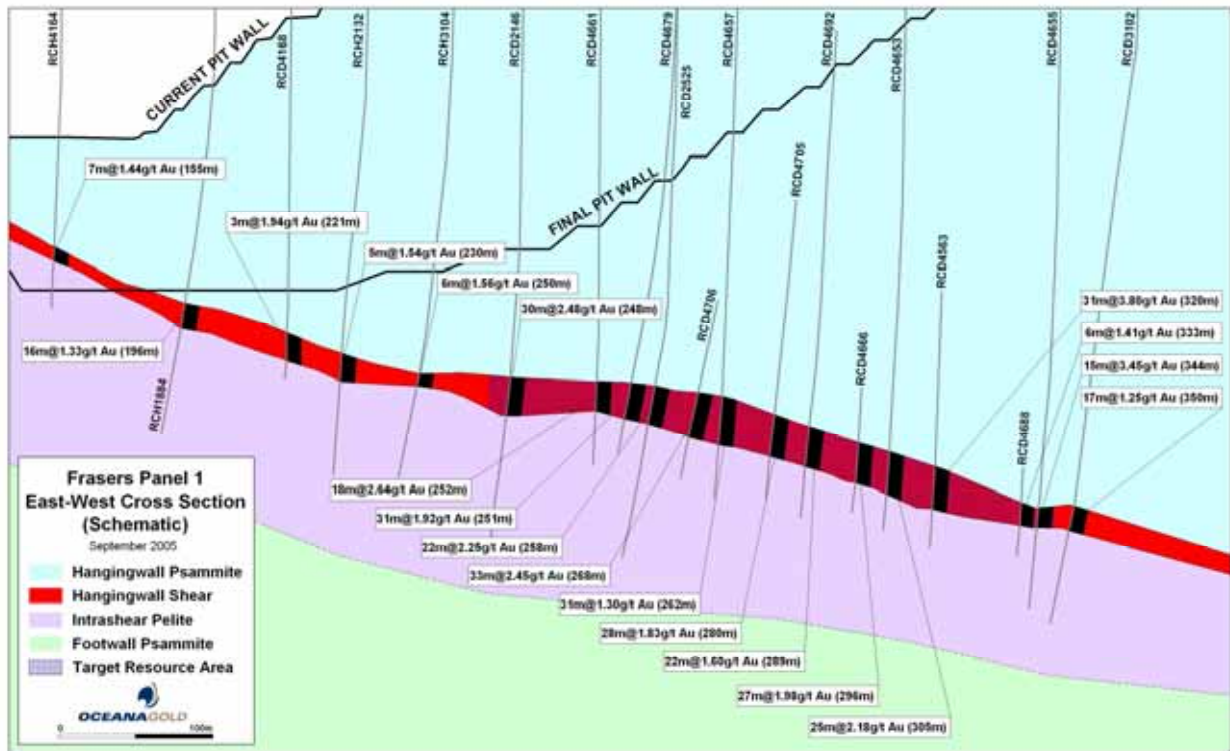 RCH4164
RCD4168
RCH2132
RCH3104
RCD2146
RCD4661
RCD4679
RCD2525
RCD4657
RCD4692
RCD4653
RCD4655
RCD3102
CURRENT PIT WALL
FINAL PIT WALL
7m@1.44g/t Au (155m)
3m@1.94g/t Au (221m)
5m@1.54g/t Au (230m)
6m@1.56g/t Au (250m)
30m@2.48g/t Au (248m)
RCD4705
RCD4706
RCD4563
RCD4666
RCD4688
31m@3.80g/t Au (320m)
6m@1.41g/t Au (333m)
15m@3.45g/t Au (344m)
17m@1.25g/t Au (350m)
16m@1.33g/t Au (196m)
RCH1884
18m@2.64g/t Au (252m)
31m@1.92g/t Au (251m)
22m@2.25g/t Au (258m)
33m@2.45g/t Au (268m)
31m@1.30g/t Au (262m)
28m@1.83g/t Au (280m)
22m@1.60g/t Au (289m)
27m@1.98g/t Au (296m)
25m@2.18g/t Au (305m)
Frasers Panel 1
East-West Cross Section
(Schematic)
September 2005
Hangingwall Psammite
Hangingwall Shear
Intrashear Pelite
Footwall Psammite
Target Resource Area
OCEANAGOLD
0 100m